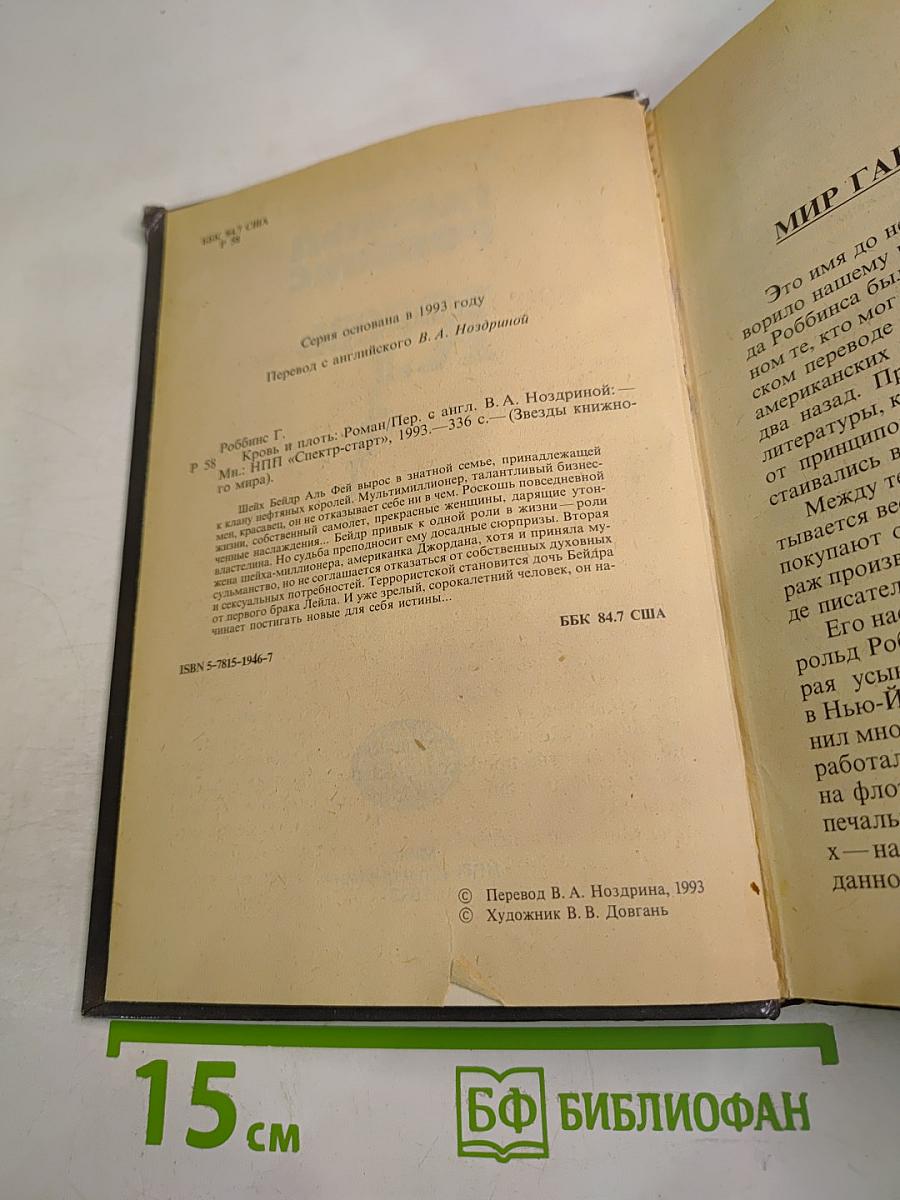 ББК 84.7 США
Р 58
Серия основана в 1993 году
Перевод с английского В. А. Ноздриной
Роббинс Г.
Р 58 Кровь и плоть: Роман/Пер. с англ. В. А. Ноздриной: —
Мн.: НПП «Спектр-старт», 1993.—336 с.— (Звезды книжно-
го мира).
Шейх Бейдр Аль Фей вырос в знатной семье, принадлежащей
к клану нефтяных королей. Мультимиллионер, талантливый бизнес-
мен, красавец, он не отказывает себе ни в чем. Роскошь повседневной
жизни, собственный самолет, прекрасные женщины, дарящие утон-
ченные наслаждения... Бейдр привык к одной роли в жизни — роли
властелина. Но судьба преподносит ему досадные сюрпризы. Вторая
жена шейха-миллионера, американка Джордана, хотя и приняла му-
сульманство, но не соглашается отказаться от собственных духовных
и сексуальных потребностей. Террористкой становится дочь Бейдра
от первого брака Лейла. И уже зрелый, сорокалетний человек, он на-
чинает постигать новые для себя истины...
ББК 84.7 США
ISBN 5-7815-1946-7
© Перевод В. А. Ноздрина, 1993
© Художник В. В. Довгань
МИР ГА
Это имя до не
ворило нашему
да Роббинса был
ном те, кто мог
ском переводе
американских
два назад. Пр
литературы, к
от принципо
стаивались в
Между те
тывается вес
покупают с
раж произв
де писател
Его нас
рольд Роб
рая усын
в Нью-Й
нил мно
работал
на фло
печаль
х — на
данно
15 см
БФ БИБЛИОФАН